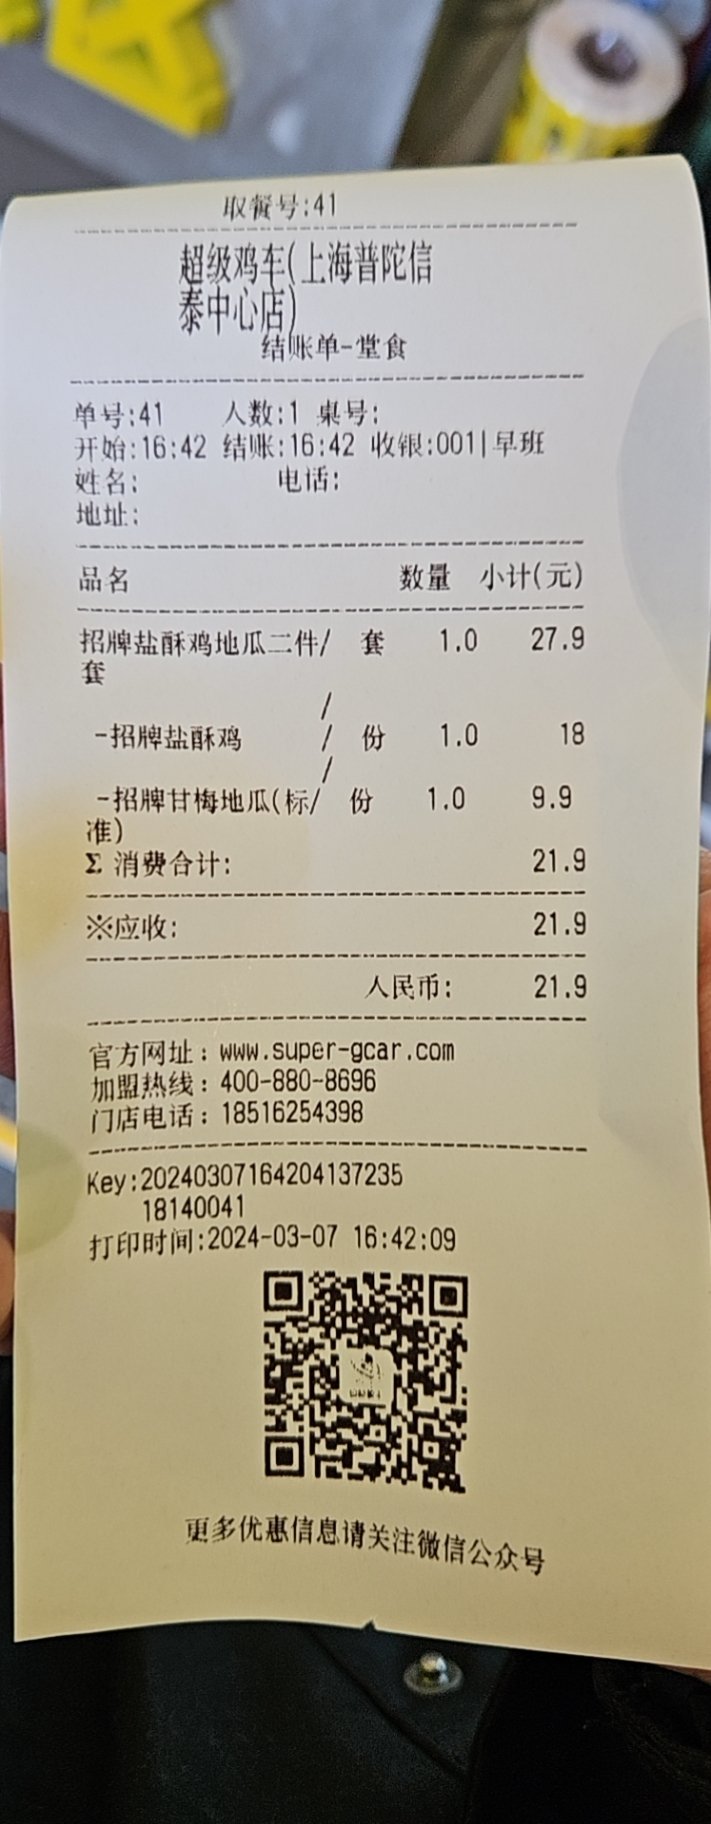 取餐号:41
超级鸡车(上海普陀信
泰中心店)
结账单-堂食
单号:41 人数:1 桌号:
开始:16:42 结账:16:42 收银:001|早班
姓名: 电话:
地址:
品名 数量 小计(元)
招牌盐酥鸡地瓜二件/ 套 1.0 27.9
套
/
-招牌盐酥鸡 / 份 1.0 18
/
-招牌甘梅地瓜(标/ 份 1.0 9.9
准)
Σ 消费合计: 21.9
※应收: 21.9
人民币: 21.9
官方网址：www.super-gcar.com
加盟热线：400-880-8696
门店电话：18516254398
Key:20240307164204137235
18140041
打印时间:2024-03-07 16:42:09
更多优惠信息请关注微信公众号